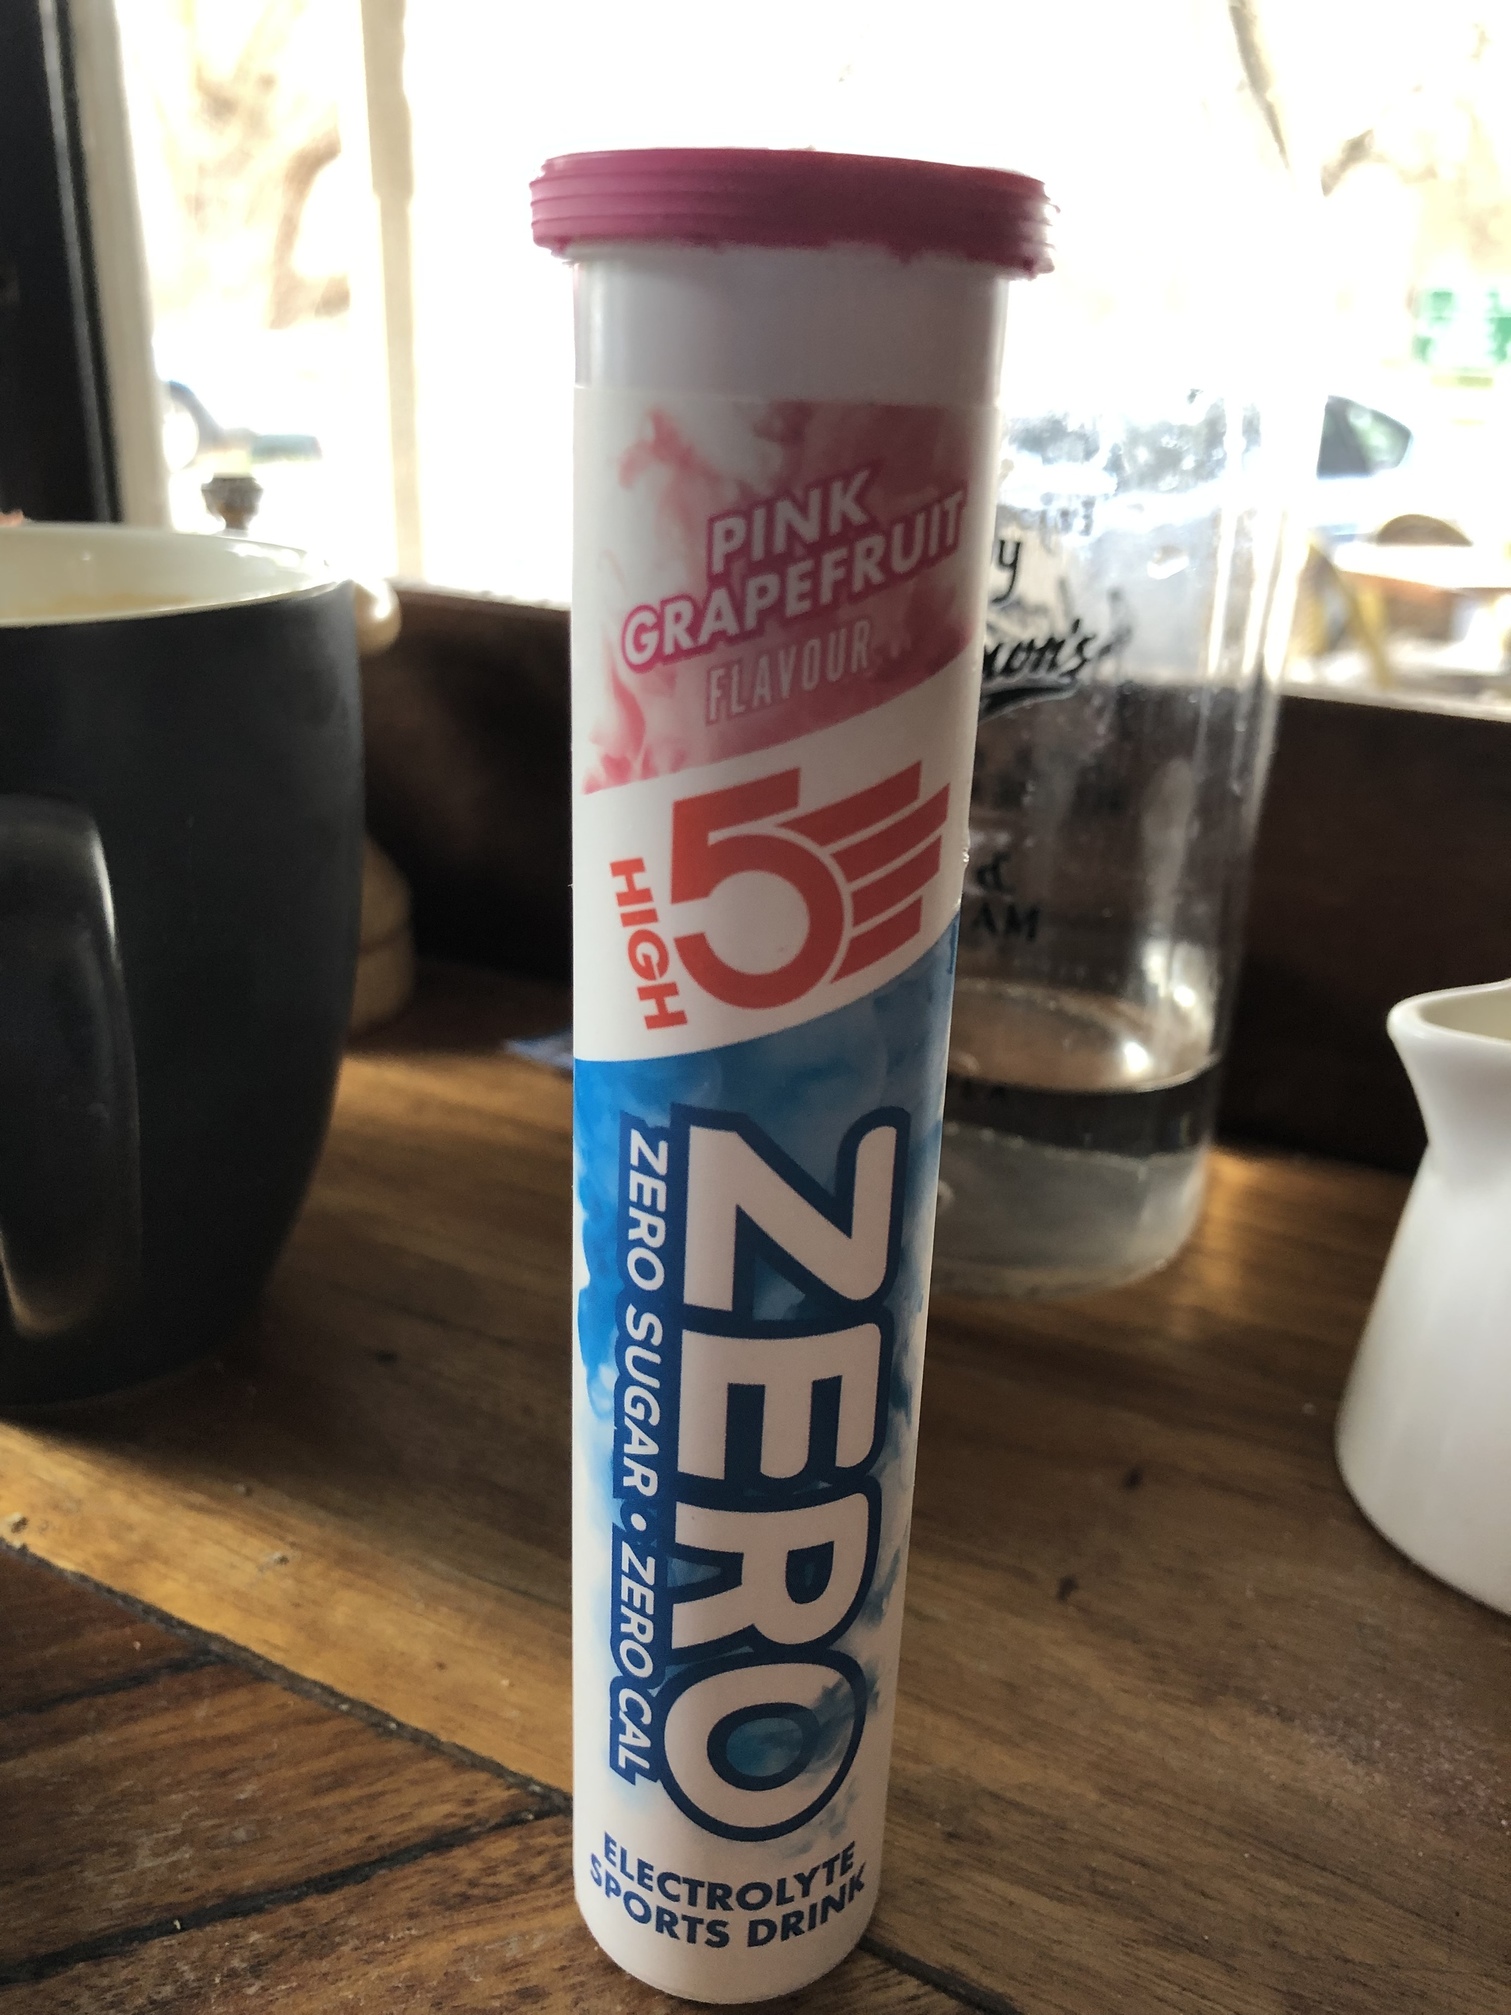 PINK
GRAPEFRUIT
FLAVOUR
HIGH
5
ZERO
ZERO SUGAR • ZERO CAL
ELECTROLYTE
SPORTS DRINK